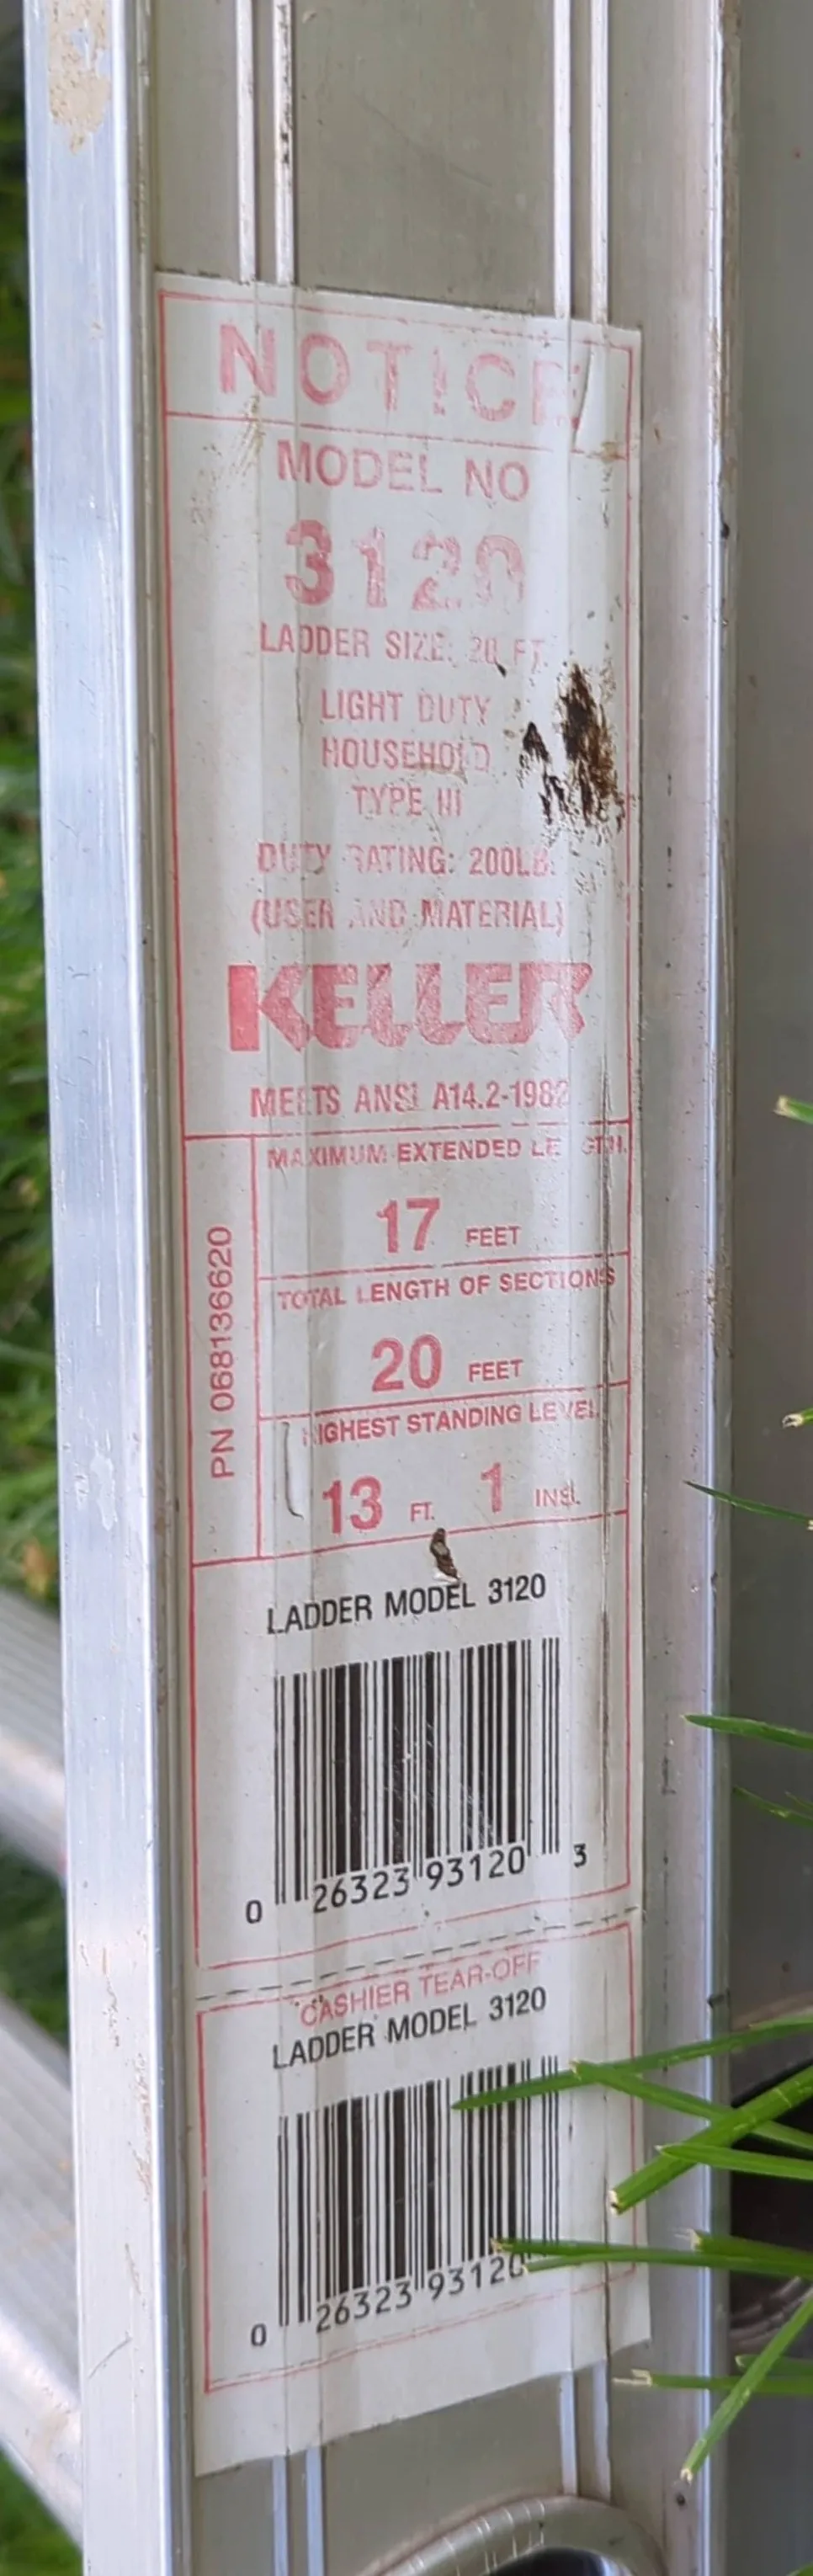 NOTICE
MODEL NO
3120
LADDER SIZE: 20 FT.
LIGHT DUTY
HOUSEHOLD
TYPE III
DUTY RATING: 200LB.
(USER AND MATERIAL)
KELLER
MEETS ANSI A14.2-1982
MAXIMUM EXTENDED LENGTH
17 FEET
TOTAL LENGTH OF SECTIONS
20 FEET
HIGHEST STANDING LEVEL
13 FT. 1 INS.
PN 068136620
LADDER MODEL 3120
0 26323 93120 3
CASHIER TEAR-OFF
LADDER MODEL 3120
0 26323 93120